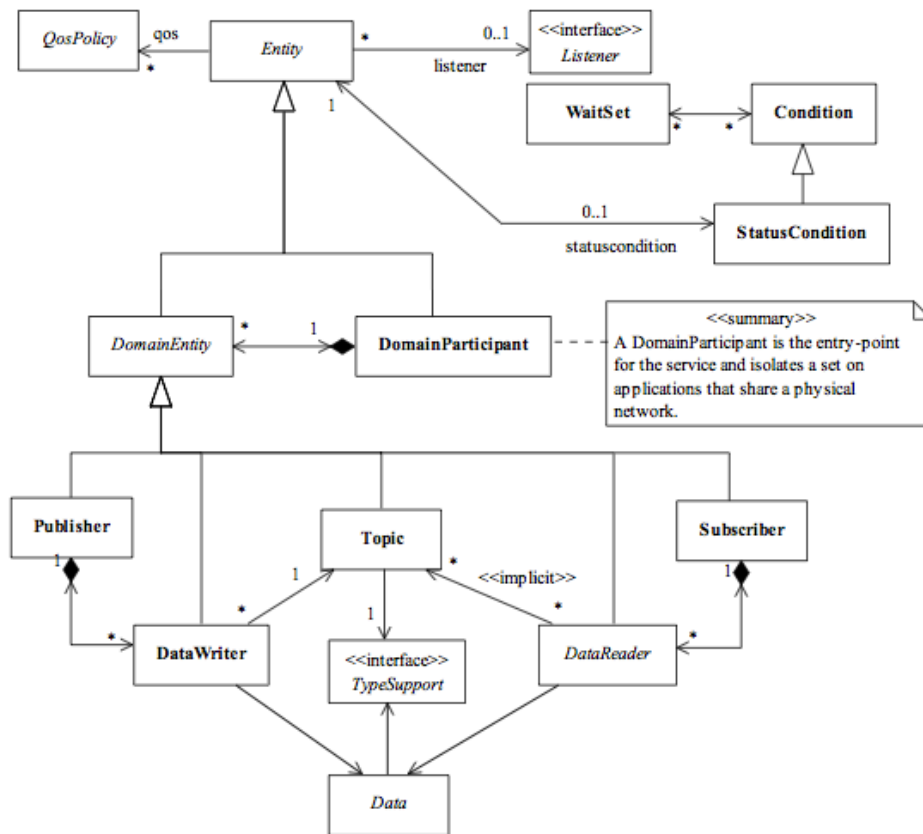 QosPolicy
qos
*
Entity
*
0..1
listener
<<interface>>
Listener
1
WaitSet
*
*
Condition
0..1
statuscondition
StatusCondition
DomainEntity
*
1
DomainParticipant
<<summary>>
A DomainParticipant is the entry-point
for the service and isolates a set on
applications that share a physical
network.
Publisher
1
Topic
Subscriber
1
*
DataWriter
*
1
1
*
<<implicit>>
*
DataReader
*
<<interface>>
TypeSupport
Data